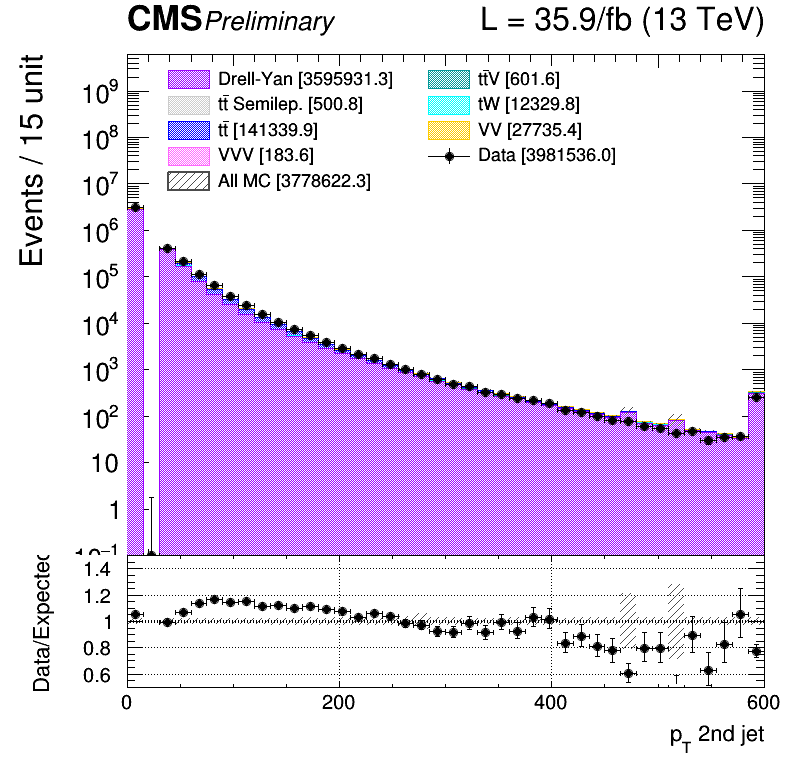 CMS Preliminary L = 35.9/fb (13 TeV)
Events / 15 unit
Drell-Yan [3595931.3]
tt̄ Semilep. [500.8]
tt̄ [141339.9]
VVV [183.6]
All MC [3778622.3]
tt̄V [601.6]
tW [12329.8]
VV [27735.4]
Data [3981536.0]
10⁹
10⁸
10⁷
10⁶
10⁵
10⁴
10³
10²
10
1
10⁻¹
Data/Expected
1.4
1.2
1
0.8
0.6
0 200 400 600
p_T 2nd jet